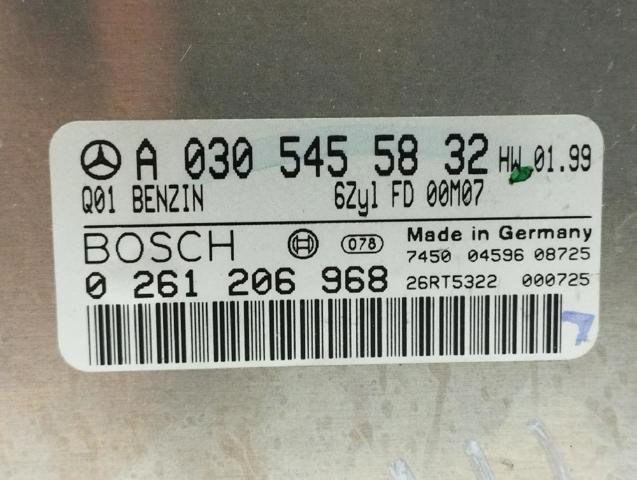 A 030 545 58 32 HW 01.99
Q01 BENZIN 6Zyl FD 00M07
BOSCH 078 Made in Germany
7450 04596 08725
0 261 206 968 26RT5322 000725